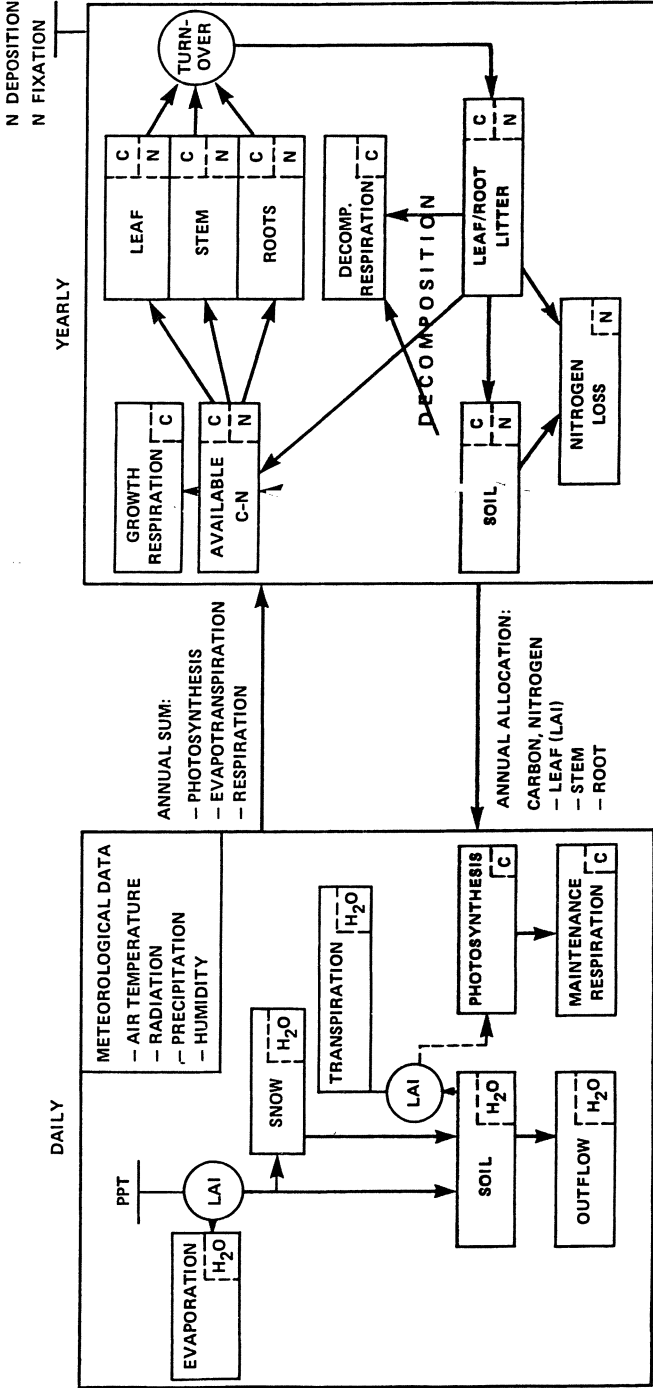 DAILY
METEOROLOGICAL DATA
– AIR TEMPERATURE
– RADIATION
– PRECIPITATION
– HUMIDITY
PPT
LAI
EVAPORATION
H2O
SNOW
H2O
TRANSPIRATION
H2O
LAI
SOIL
H2O
OUTFLOW
H2O
PHOTOSYNTHESIS
C
MAINTENANCE
RESPIRATION
C
ANNUAL SUM:
– PHOTOSYNTHESIS
– EVAPOTRANSPIRATION
– RESPIRATION
ANNUAL ALLOCATION:
CARBON, NITROGEN
– LEAF (LAI)
– STEM
– ROOT
YEARLY
N DEPOSITION
N FIXATION
GROWTH
RESPIRATION
C
AVAILABLE
C-N
C
N
LEAF
C
N
STEM
C
N
ROOTS
C
N
TURN-
OVER
DECOMP.
RESPIRATION
C
DECOMPOSITION
LEAF/ROOT
LITTER
C
N
SOIL
C
N
NITROGEN
LOSS
N